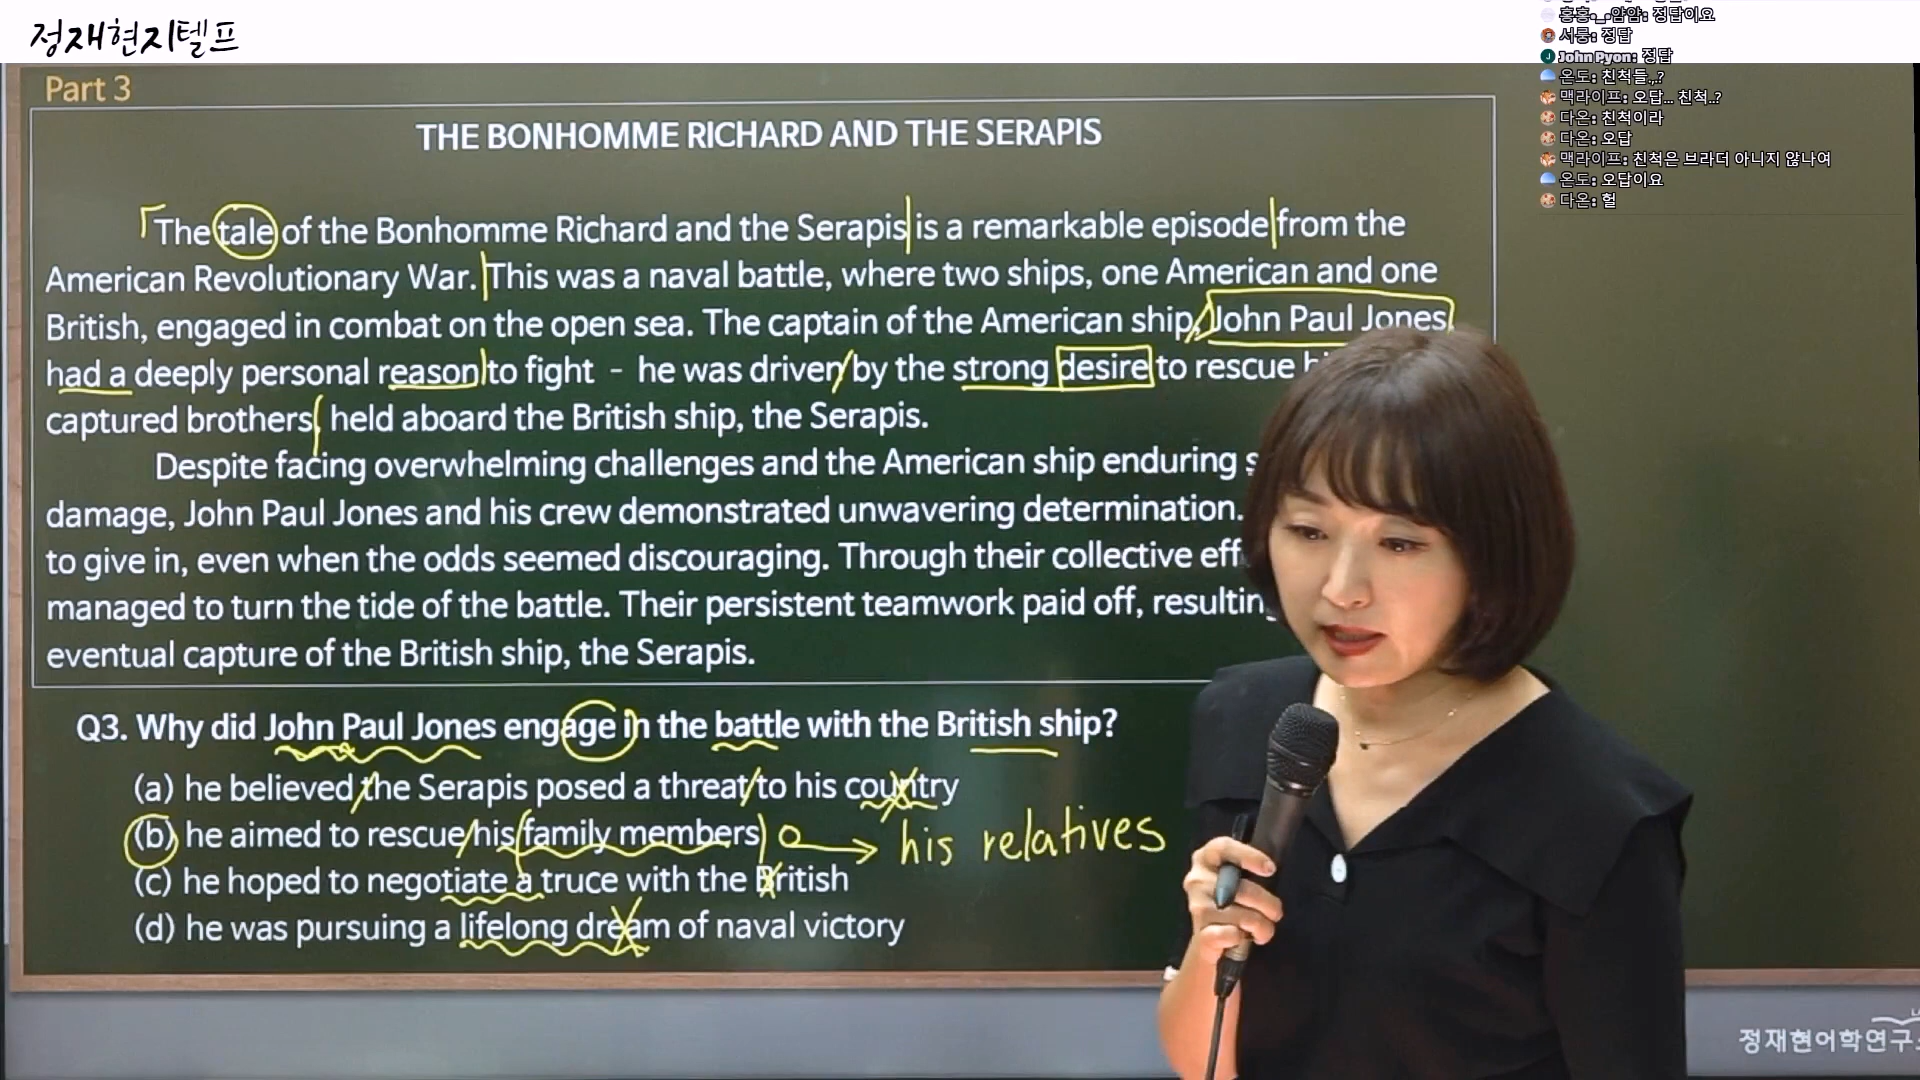 정재현지텔프
Part 3
THE BONHOMME RICHARD AND THE SERAPIS
The tale of the Bonhomme Richard and the Serapis is a remarkable episode from the
American Revolutionary War. This was a naval battle, where two ships, one American and one
British, engaged in combat on the open sea. The captain of the American ship, John Paul Jones,
had a deeply personal reason to fight - he was driven by the strong desire to rescue
captured brothers, held aboard the British ship, the Serapis.
Despite facing overwhelming challenges and the American ship enduring
damage, John Paul Jones and his crew demonstrated unwavering determination.
to give in, even when the odds seemed discouraging. Through their collective
managed to turn the tide of the battle. Their persistent teamwork paid off,
eventual capture of the British ship, the Serapis.
Q3. Why did John Paul Jones engage in the battle with the British ship?
(a) he believed the Serapis posed a threat to his country
(b) he aimed to rescue his family members → his relatives
(c) he hoped to negotiate a truce with the British
(d) he was pursuing a lifelong dream of naval victory
정답이요
서룽: 정답
John Pyon: 정답
온도: 친척들,,?
맥라이프: 오답... 친척..?
다온: 친척이라
다온: 오답
맥라이프: 친척은 브라더 아니지 않나여
온도: 오답이요
다온: 헐
정재현어학연구